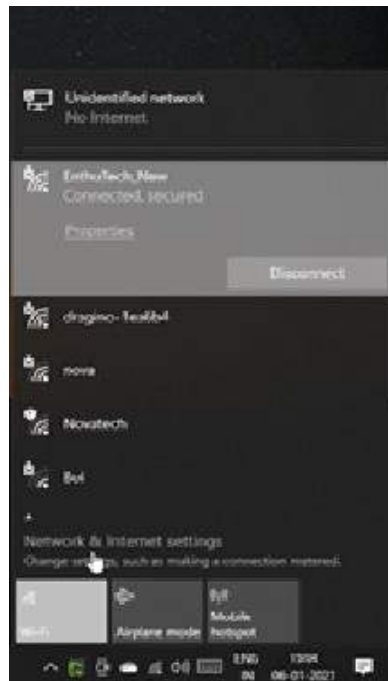 Unidentified network
No Internet
EnthuTech_New
Connected, secured
Properties
Disconnect
nova
Novatech
Network & Internet settings
Change settings, such as making a connection metered.
Wi-Fi
Airplane mode
Mobile
hotspot
ENG
IN
06-01-2021